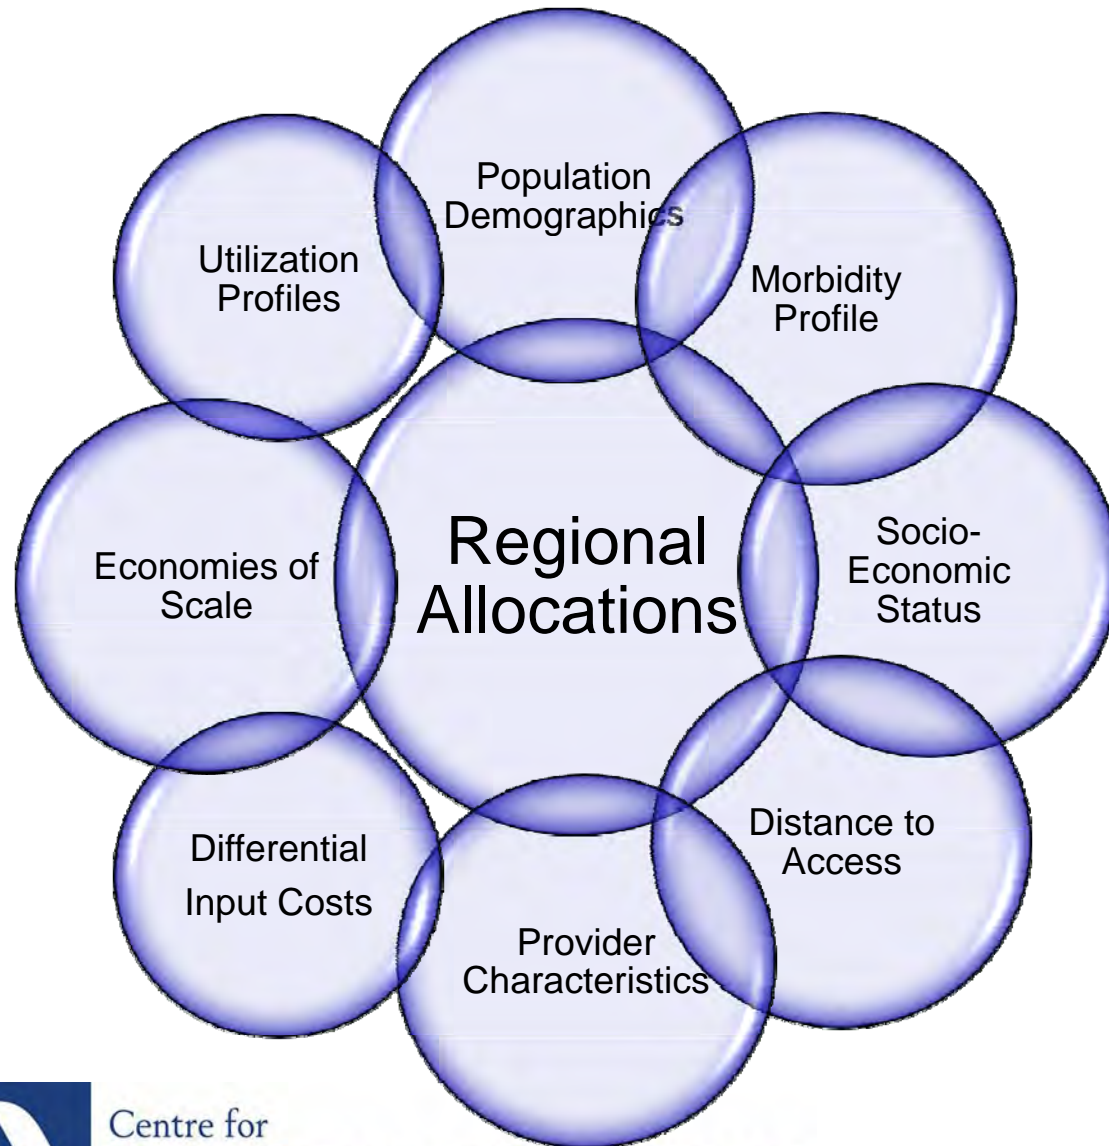 Population
Demographics
Utilization
Profiles
Morbidity
Profile
Regional
Allocations
Socio-
Economic
Status
Economies of
Scale
Distance to
Access
Differential
Input Costs
Provider
Characteristics
Centre for